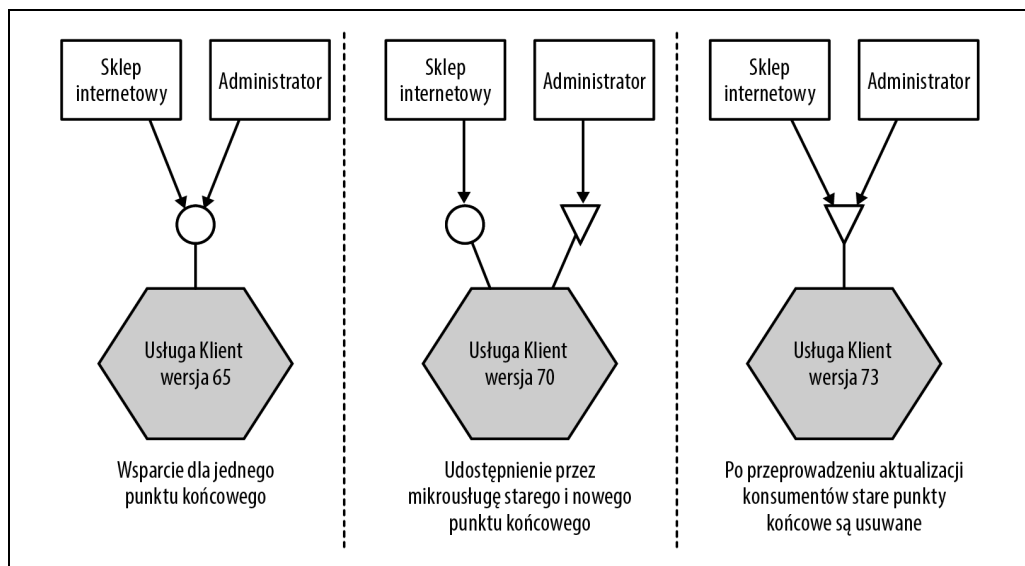 Sklep
internetowy
Administrator
Usługa Klient
wersja 65
Wsparcie dla jednego
punktu końcowego
Sklep
internetowy
Administrator
Usługa Klient
wersja 70
Udostępnienie przez
mikrousługę starego i nowego
punktu końcowego
Sklep
internetowy
Administrator
Usługa Klient
wersja 73
Po przeprowadzeniu aktualizacji
konsumentów stare punkty
końcowe są usuwane